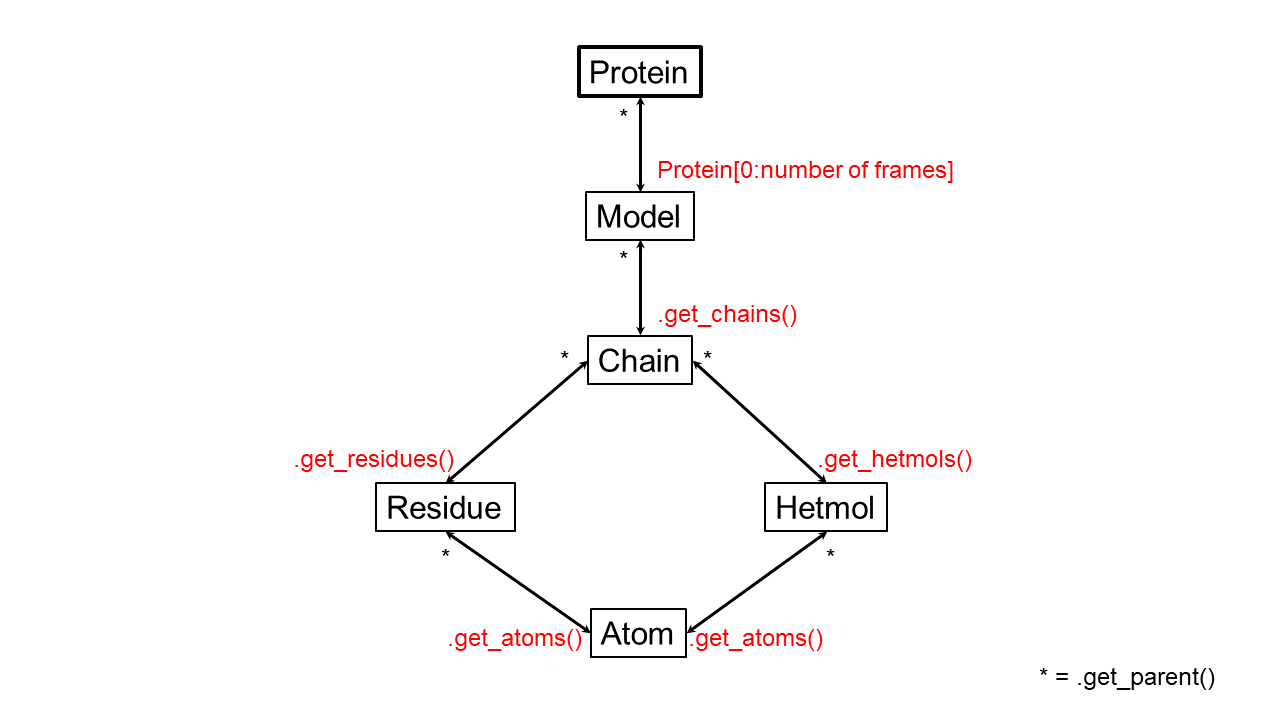 Protein
*
Protein[0:number of frames]
Model
*
.get_chains()
* Chain *
.get_residues() .get_hetmols()
Residue Hetmol
* *
.get_atoms() Atom .get_atoms()
* = .get_parent()